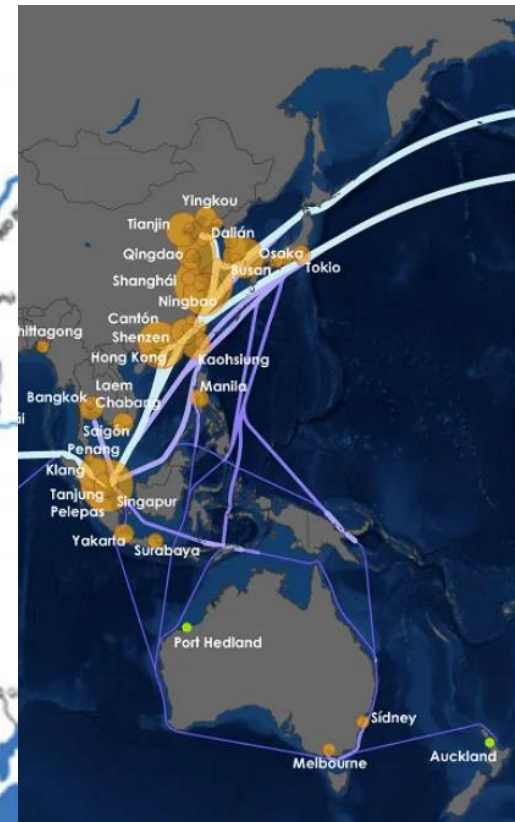 Yingkou
Tianjin
Dalián
Qingdao
Osaka
Busan
Tokio
Shanghái
Ningbao
Cantón
Shenzen
hittagong
Hong Kong
Kaohsiung
Laem
Chabang
Manila
Bangkok
Saigón
Penang
Klang
Tanjung
Pelepas
Singapur
Yakarta
Surabaya
Port Hedland
Sídney
Auckland
Melbourne